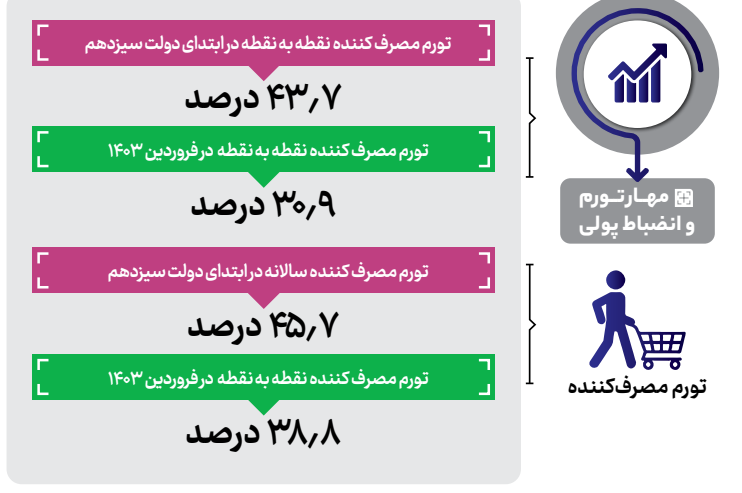 مهار تورم
و انضباط پولی
تورم مصرف کننده نقطه به نقطه در ابتدای دولت سیزدهم
۴۳٫۷ درصد
تورم مصرف کننده نقطه به نقطه در فروردین ۱۴۰۳
۳۰٫۹ درصد
تورم مصرف‌کننده
تورم مصرف کننده سالانه در ابتدای دولت سیزدهم
۴۵٫۷ درصد
تورم مصرف کننده نقطه به نقطه در فروردین ۱۴۰۳
۳۸٫۸ درصد